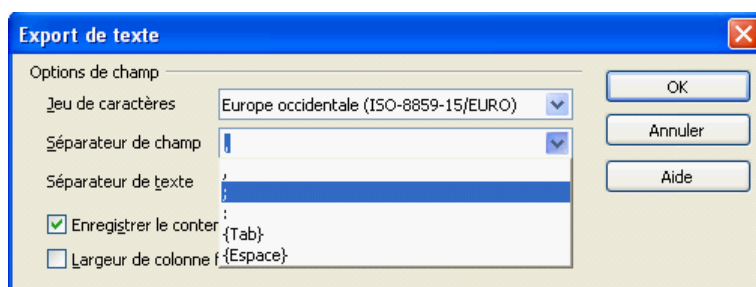 Export de texte
Options de champ
Jeu de caractères Europe occidentale (ISO-8859-15/EURO) OK
Séparateur de champ , Annuler
Séparateur de texte , Aide
;
Enregistrer le conter :
{Tab}
Largeur de colonne f {Espace}